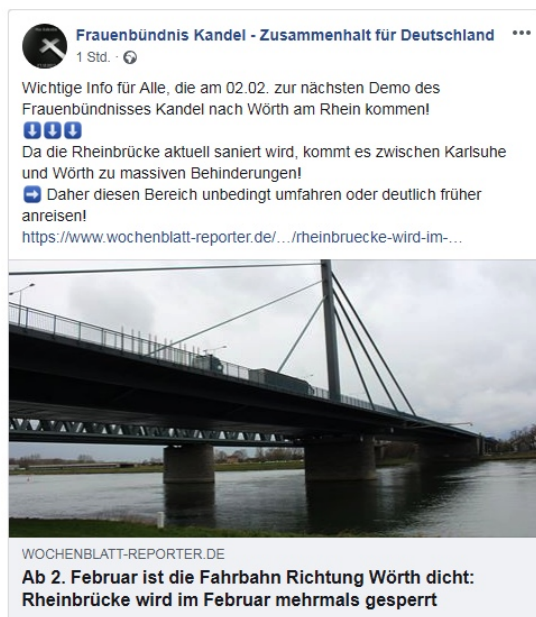 Frauenbündnis Kandel - Zusammenhalt für Deutschland
1 Std. ·
Wichtige Info für Alle, die am 02.02. zur nächsten Demo des
Frauenbündnisses Kandel nach Wörth am Rhein kommen!
⬇⬇⬇
Da die Rheinbrücke aktuell saniert wird, kommt es zwischen Karlsuhe
und Wörth zu massiven Behinderungen!
➡ Daher diesen Bereich unbedingt umfahren oder deutlich früher
anreisen!
https://www.wochenblatt-reporter.de/…/rheinbruecke-wird-im-…
WOCHENBLATT-REPORTER.DE
Ab 2. Februar ist die Fahrbahn Richtung Wörth dicht:
Rheinbrücke wird im Februar mehrmals gesperrt